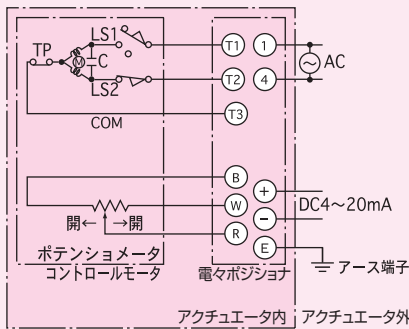 TP
LS1
M
C
LS2
COM
T1
1
T2
4
T3
AC
B
W
R
+
−
E
DC4～20mA
開← →開
ポテンショメータ
コントロールモータ
電々ポジショナ
アース端子
アクチュエータ内
アクチュエータ外